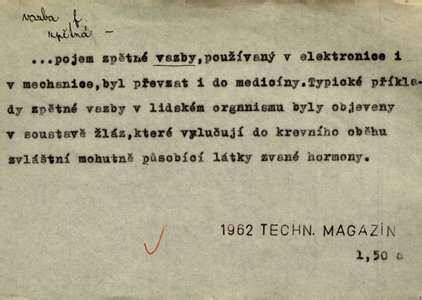 vazba f.
zpětná –
...pojem zpětné vazby,používaný v elektronice i
v mechanice,byl převzat i do medicíny.Typické příkla-
dy zpětné vazby v lidském organismu byly objeveny
v soustavě žláz,které vylučují do krevního oběhu
zvláštní mohutně působící látky zvané hormony.
1962 TECHN. MAGAZÍN
1,50 a